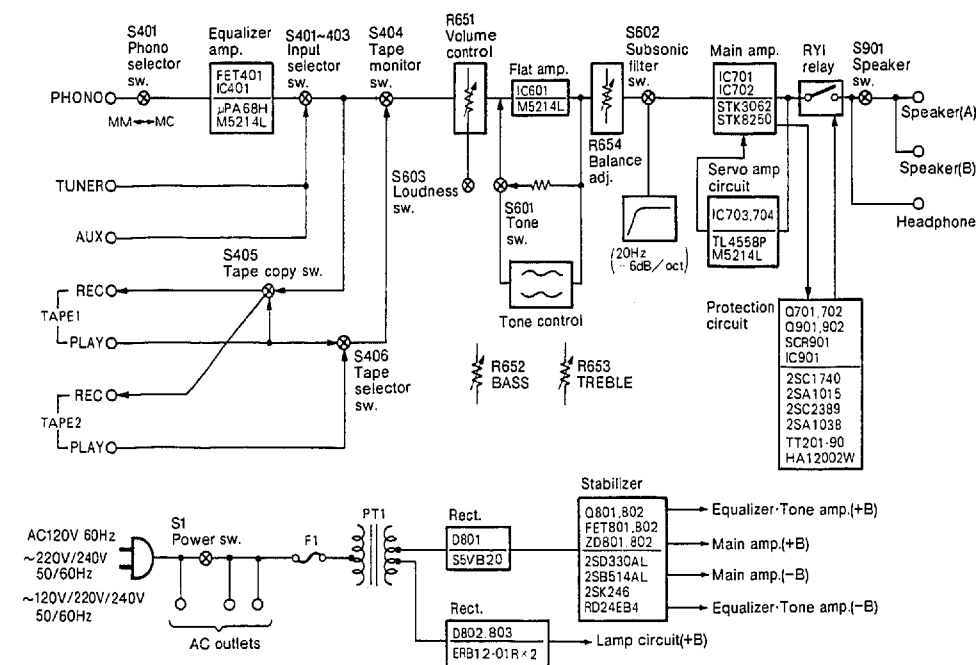 S401
Phono
selector
sw.
PHONO
MM MC
Equalizer
amp.
FET401
IC401
μPA68H
M5214L
S401~403
Input
selector
sw.
S404
Tape
monitor
sw.
R651
Volume
control
S603
Loudness
sw.
Flat amp.
IC601
M5214L
S601
Tone
sw.
Tone control
R654
Balance
adj.
S602
Subsonic
filter
sw.
(20Hz
-6dB/oct)
Main amp.
IC701
IC702
STK3062
STK8250
Servo amp
circuit
IC703,704
TL4558P
M5214L
RYI
relay
S901
Speaker
sw.
Speaker(A)
Speaker(B)
Headphone
TUNER
AUX
S405
Tape copy sw.
REC
TAPE1
PLAY
REC
TAPE2
PLAY
S406
Tape
selector
sw.
R652
BASS
R653
TREBLE
Protection
circuit
Q701,702
Q901,902
SCR901
IC901
2SC1740
2SA1015
2SC2389
2SA1038
TT201-90
HA12002W
AC120V 60Hz
~220V/240V
50/60Hz
~120V/220V/240V
50/60Hz
S1
Power sw.
AC outlets
F1
PT1
Rect.
D801
S5VB20
Rect.
D802,803
ERB12-01R×2
Lamp circuit(+B)
Stabilizer
Q801,802
FET801,802
ZD801,802
2SD330AL
2SB514AL
2SK246
RD24EB4
Equalizer·Tone amp.(+B)
Main amp.(+B)
Main amp.(-B)
Equalizer·Tone amp.(-B)